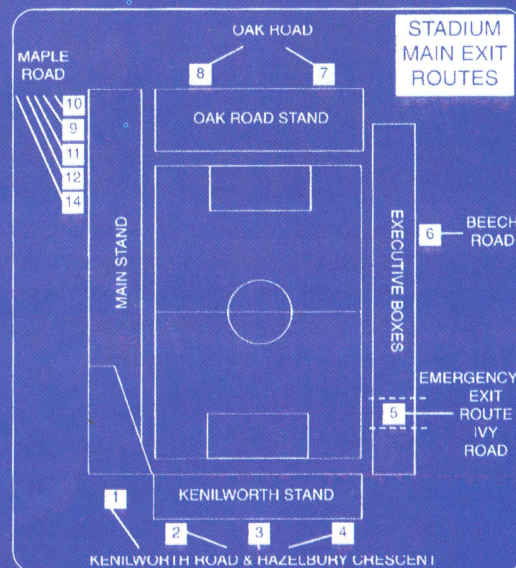 OAK ROAD
STADIUM
MAIN EXIT
ROUTES
MAPLE
ROAD
8
7
10
9
11
12
14
OAK ROAD STAND
MAIN STAND
EXECUTIVE BOXES
6
BEECH
ROAD
EMERGENCY
EXIT
5
ROUTE
IVY
ROAD
1
KENILWORTH STAND
2
3
4
KENILWORTH ROAD & HAZELBURY CRESCENT